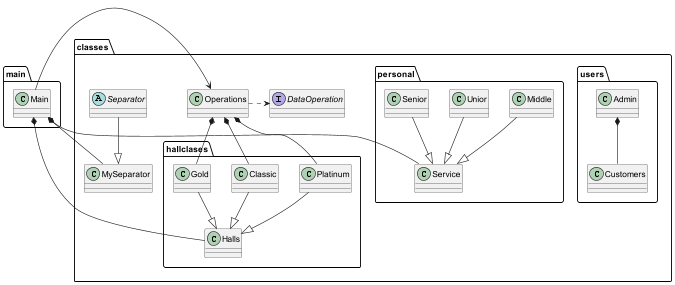 classes
main
personal
users
C Main
A Separator
C Operations
I DataOperation
C Senior
C Unior
C Middle
C Admin
hallclases
C MySeparator
C Gold
C Classic
C Platinum
C Service
C Customers
C Halls